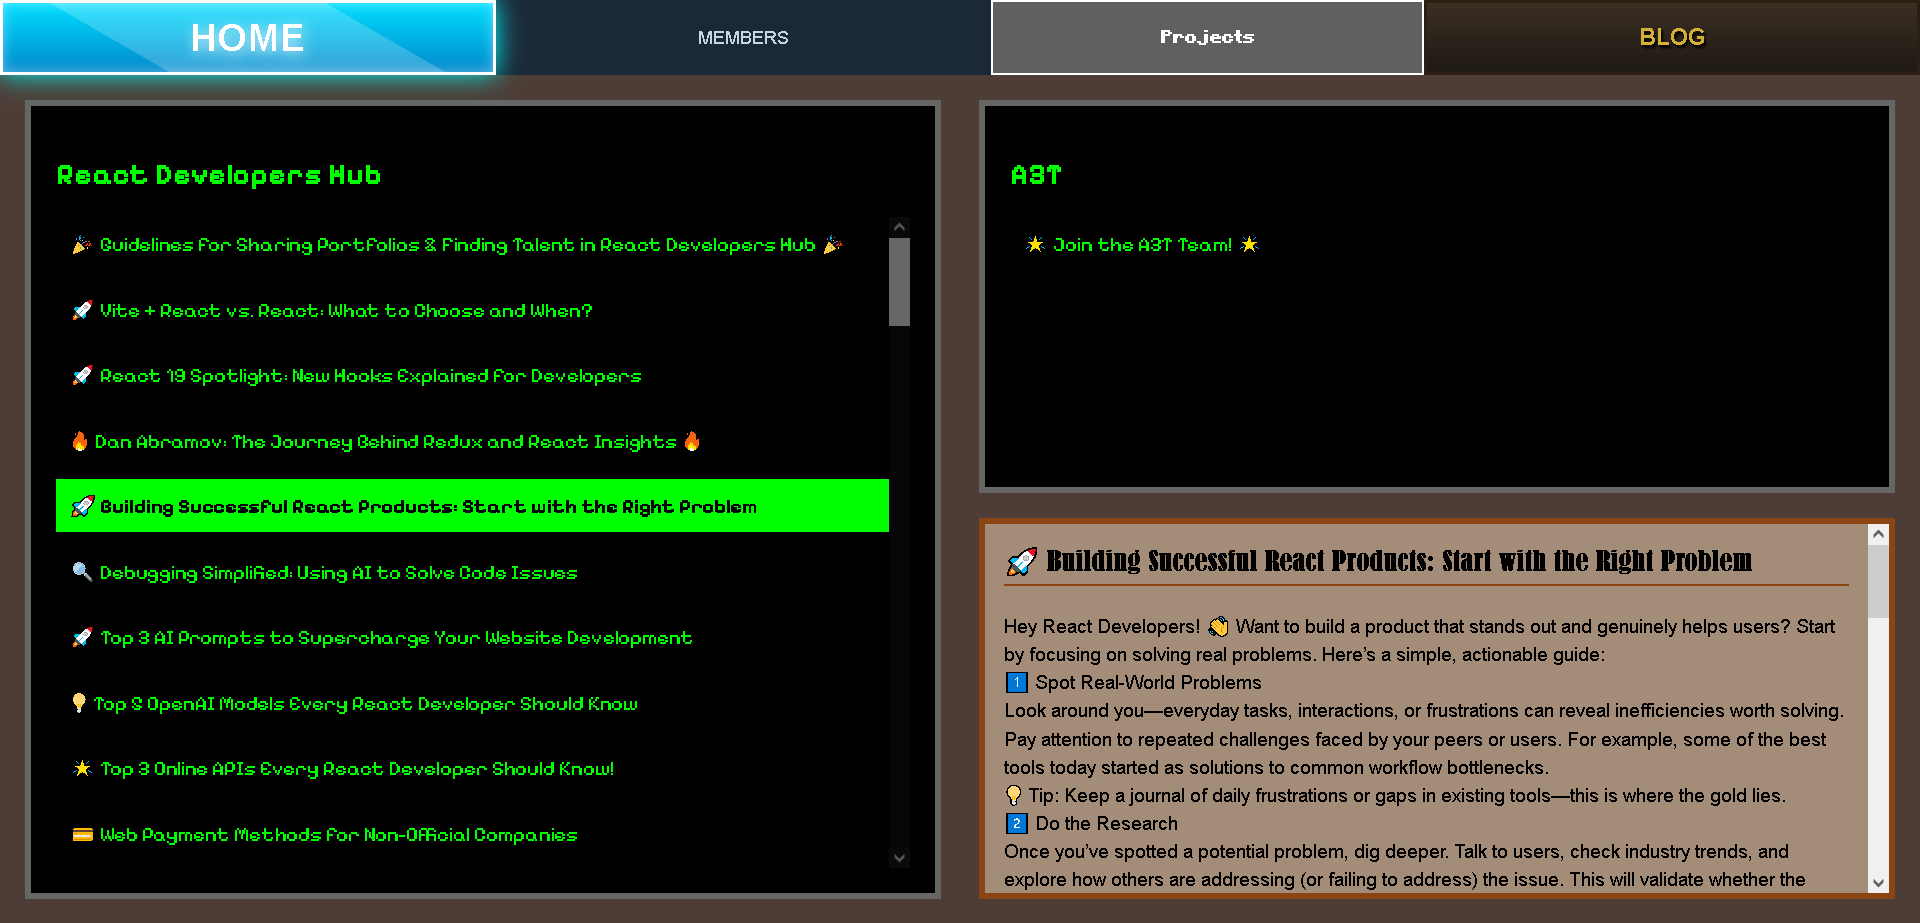 HOME
MEMBERS
Projects
BLOG
React Developers Hub
🎉 Guidelines for Sharing Portfolios & Finding Talent in React Developers Hub 🎉
🚀 Vite + React vs. React: What to Choose and When?
🚀 React 19 Spotlight: New Hooks Explained for Developers
🔥 Dan Abramov: The Journey Behind Redux and React Insights 🔥
🚀 Building Successful React Products: Start with the Right Problem
🔍 Debugging Simplified: Using AI to Solve Code Issues
🚀 Top 3 AI Prompts to Supercharge Your Website Development
💡 Top 8 OpenAI Models Every React Developer Should Know
🌟 Top 3 Online APIs Every React Developer Should Know!
💳 Web Payment Methods for Non-Official Companies
A3T
🌟 Join the A3T Team! 🌟
🚀 Building Successful React Products: Start with the Right Problem
Hey React Developers! 👋 Want to build a product that stands out and genuinely helps users? Start
by focusing on solving real problems. Here’s a simple, actionable guide:
1️⃣ Spot Real-World Problems
Look around you—everyday tasks, interactions, or frustrations can reveal inefficiencies worth solving.
Pay attention to repeated challenges faced by your peers or users. For example, some of the best
tools today started as solutions to common workflow bottlenecks.
💡 Tip: Keep a journal of daily frustrations or gaps in existing tools—this is where the gold lies.
2️⃣ Do the Research
Once you’ve spotted a potential problem, dig deeper. Talk to users, check industry trends, and
explore how others are addressing (or failing to address) the issue. This will validate whether the